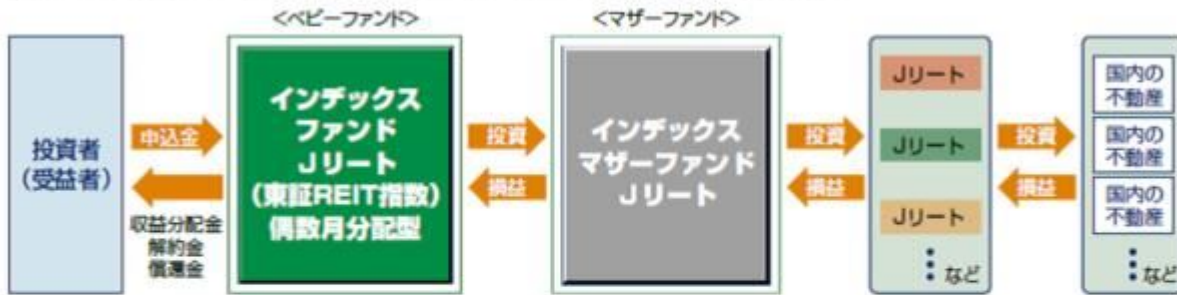 <ベビーファンド>
<マザーファンド>
投資者
(受益者)
申込金
収益分配金
解約金
償還金
インデックス
ファンド
Jリート
(東証REIT指数)
偶数月分配型
投資
損益
インデックス
マザーファンド
Jリート
投資
損益
Jリート
Jリート
Jリート
など
投資
損益
国内の
不動産
国内の
不動産
国内の
不動産
など